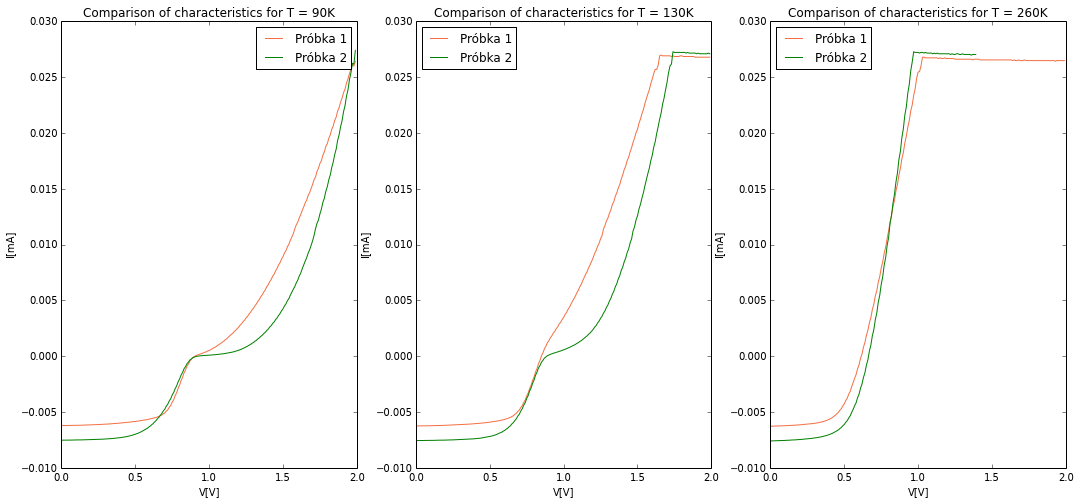 Comparison of characteristics for T = 90K
0.030
0.025
0.020
0.015
0.010
0.005
0.000
−0.005
−0.010
I[mA]
Próbka 1
Próbka 2
0.0 0.5 1.0 1.5 2.0
V[V]
Comparison of characteristics for T = 130K
0.030
0.025
0.020
0.015
0.010
0.005
0.000
−0.005
−0.010
I[mA]
Próbka 1
Próbka 2
0.0 0.5 1.0 1.5 2.0
V[V]
Comparison of characteristics for T = 260K
0.030
0.025
0.020
0.015
0.010
0.005
0.000
−0.005
−0.010
I[mA]
Próbka 1
Próbka 2
0.0 0.5 1.0 1.5 2.0
V[V]